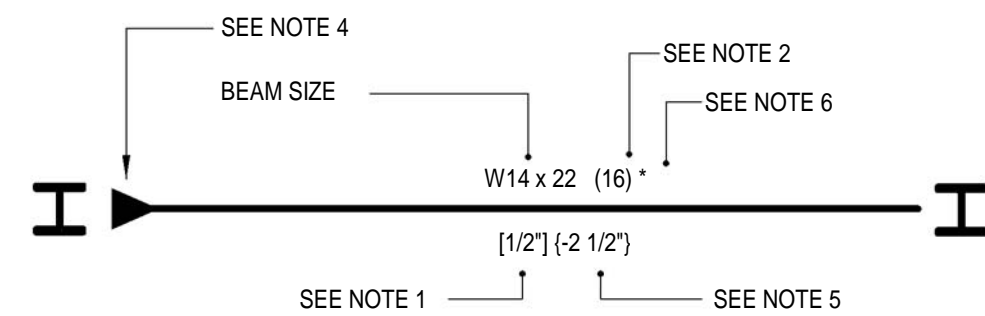 SEE NOTE 4
SEE NOTE 2
BEAM SIZE
SEE NOTE 6
W14 x 22 (16) *
[1/2"] {-2 1/2"}
SEE NOTE 1
SEE NOTE 5